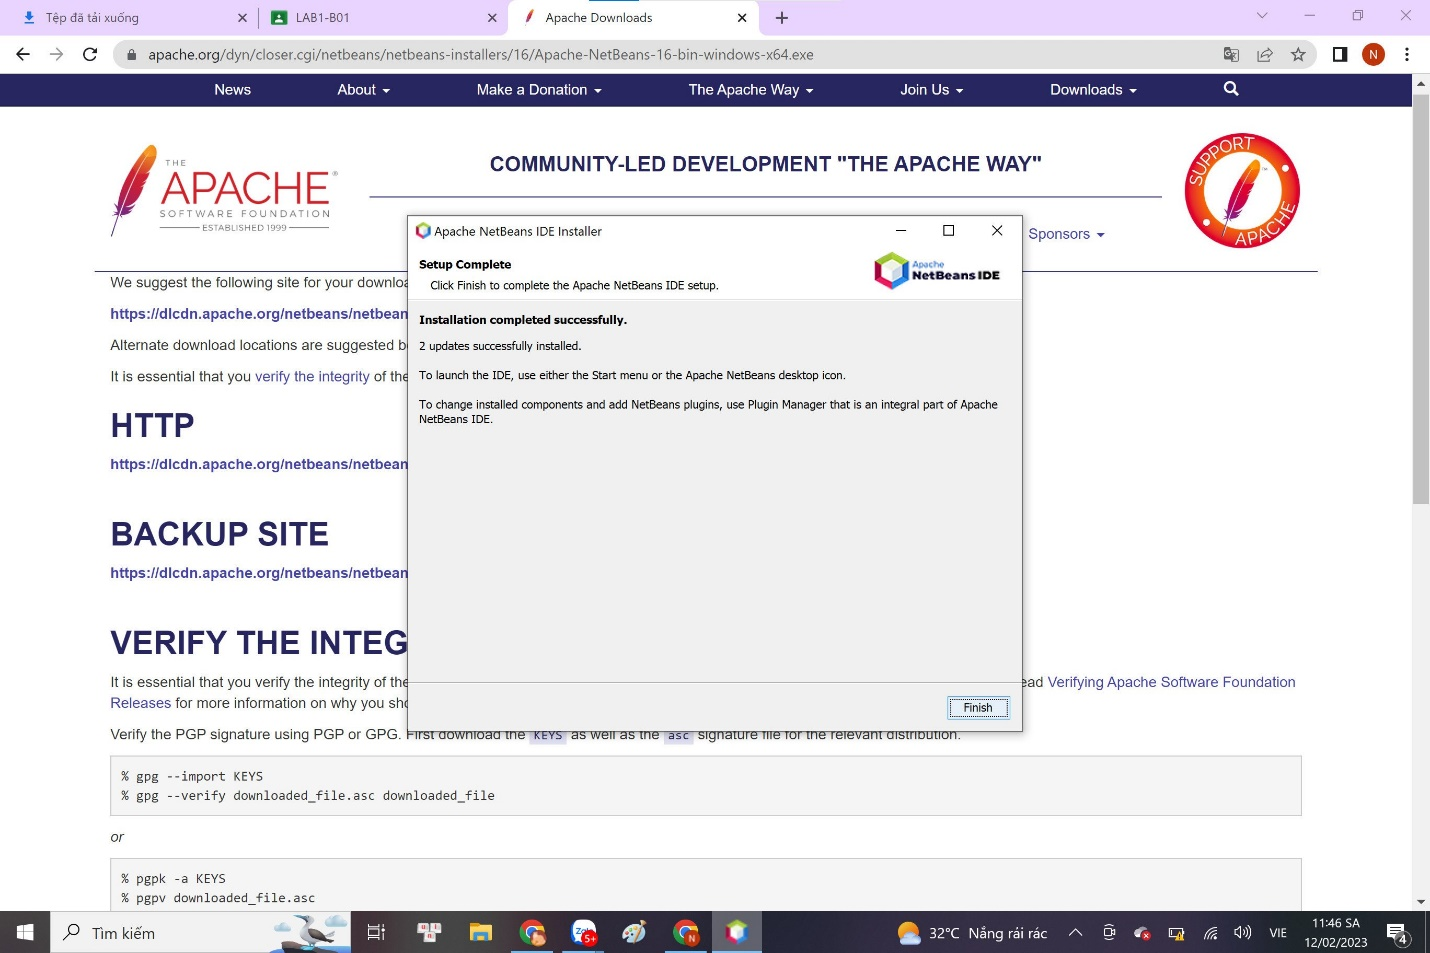 Tệp đã tải xuống
LAB1-B01
Apache Downloads
apache.org/dyn/closer.cgi/netbeans/netbeans-installers/16/Apache-NetBeans-16-bin-windows-x64.exe
N
News
About
Make a Donation
The Apache Way
Join Us
Downloads
THE
APACHE®
SOFTWARE FOUNDATION
ESTABLISHED 1999
COMMUNITY-LED DEVELOPMENT "THE APACHE WAY"
SUPPORT
APACHE
Sponsors
Apache NetBeans IDE Installer
Setup Complete
Click Finish to complete the Apache NetBeans IDE setup.
Apache
NetBeans IDE
Installation completed successfully.
2 updates successfully installed.
To launch the IDE, use either the Start menu or the Apache NetBeans desktop icon.
To change installed components and add NetBeans plugins, use Plugin Manager that is an integral part of Apache
NetBeans IDE.
Finish
We suggest the following site for your downloa
https://dlcdn.apache.org/netbeans/netbean
Alternate download locations are suggested b
It is essential that you verify the integrity of the
HTTP
https://dlcdn.apache.org/netbeans/netbean
BACKUP SITE
https://dlcdn.apache.org/netbeans/netbean
VERIFY THE INTEG
It is essential that you verify the integrity of the
ead Verifying Apache Software Foundation
Releases for more information on why you sho
Verify the PGP signature using PGP or GPG. First download the KEYS as well as the asc signature file for the relevant distribution.
% gpg --import KEYS
% gpg --verify downloaded_file.asc downloaded_file
or
% pgpk -a KEYS
% pgpv downloaded_file.asc
Tìm kiếm
Zalo
5+
N
32°C Nắng rải rác
VIE
11:46 SA
12/02/2023
4